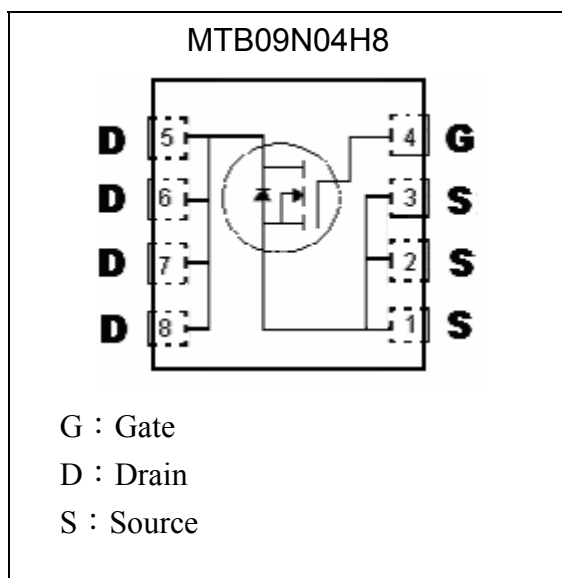 MTB09N04H8
D 5 4 G
D 6 3 S
D 7 2 S
D 8 1 S
G：Gate
D：Drain
S：Source